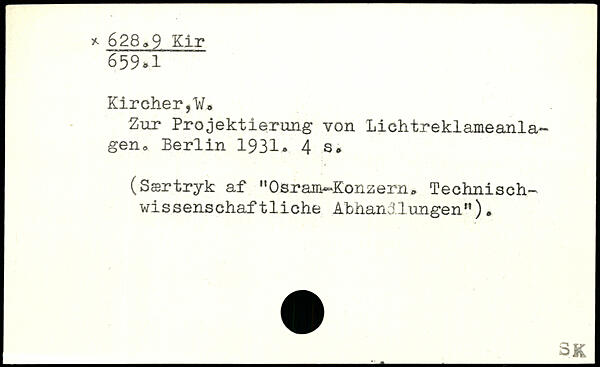 × 628.9 Kir
659.1
Kircher,W.
Zur Projektierung von Lichtreklameanla-
gen. Berlin 1931. 4 s.
(Særtryk af "Osram-Konzern. Technisch-
wissenschaftliche Abhandlungen").
SK